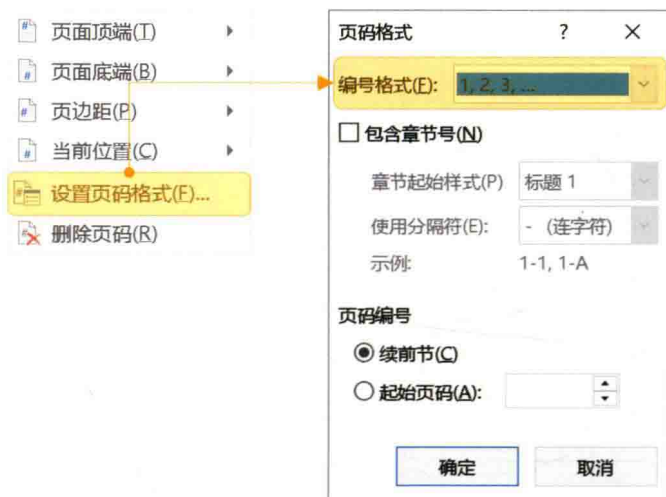 页面顶端(T)
页面底端(B)
页边距(P)
当前位置(C)
设置页码格式(F)...
删除页码(R)
页码格式
?
编号格式(F): 1, 2, 3, ...
包含章节号(N)
章节起始样式(P) 标题 1
使用分隔符(E): - (连字符)
示例: 1-1, 1-A
页码编号
续前节(C)
起始页码(A):
确定 取消